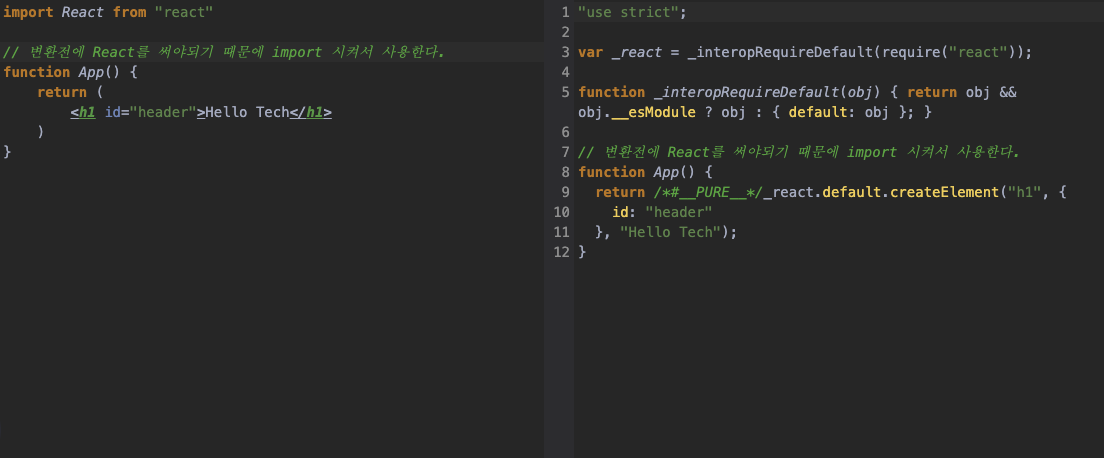 import React from "react"
// 변환전에 React를 써야되기 때문에 import 시켜서 사용한다.
function App() {
return (
<h1 id="header">Hello Tech</h1>
)
}
1 "use strict";
2
3 var _react = _interopRequireDefault(require("react"));
4
5 function _interopRequireDefault(obj) { return obj &&
obj.__esModule ? obj : { default: obj }; }
6
7 // 변환전에 React를 써야되기 때문에 import 시켜서 사용한다.
8 function App() {
9 return /*#__PURE__*/_react.default.createElement("h1", {
10 id: "header"
11 }, "Hello Tech");
12 }